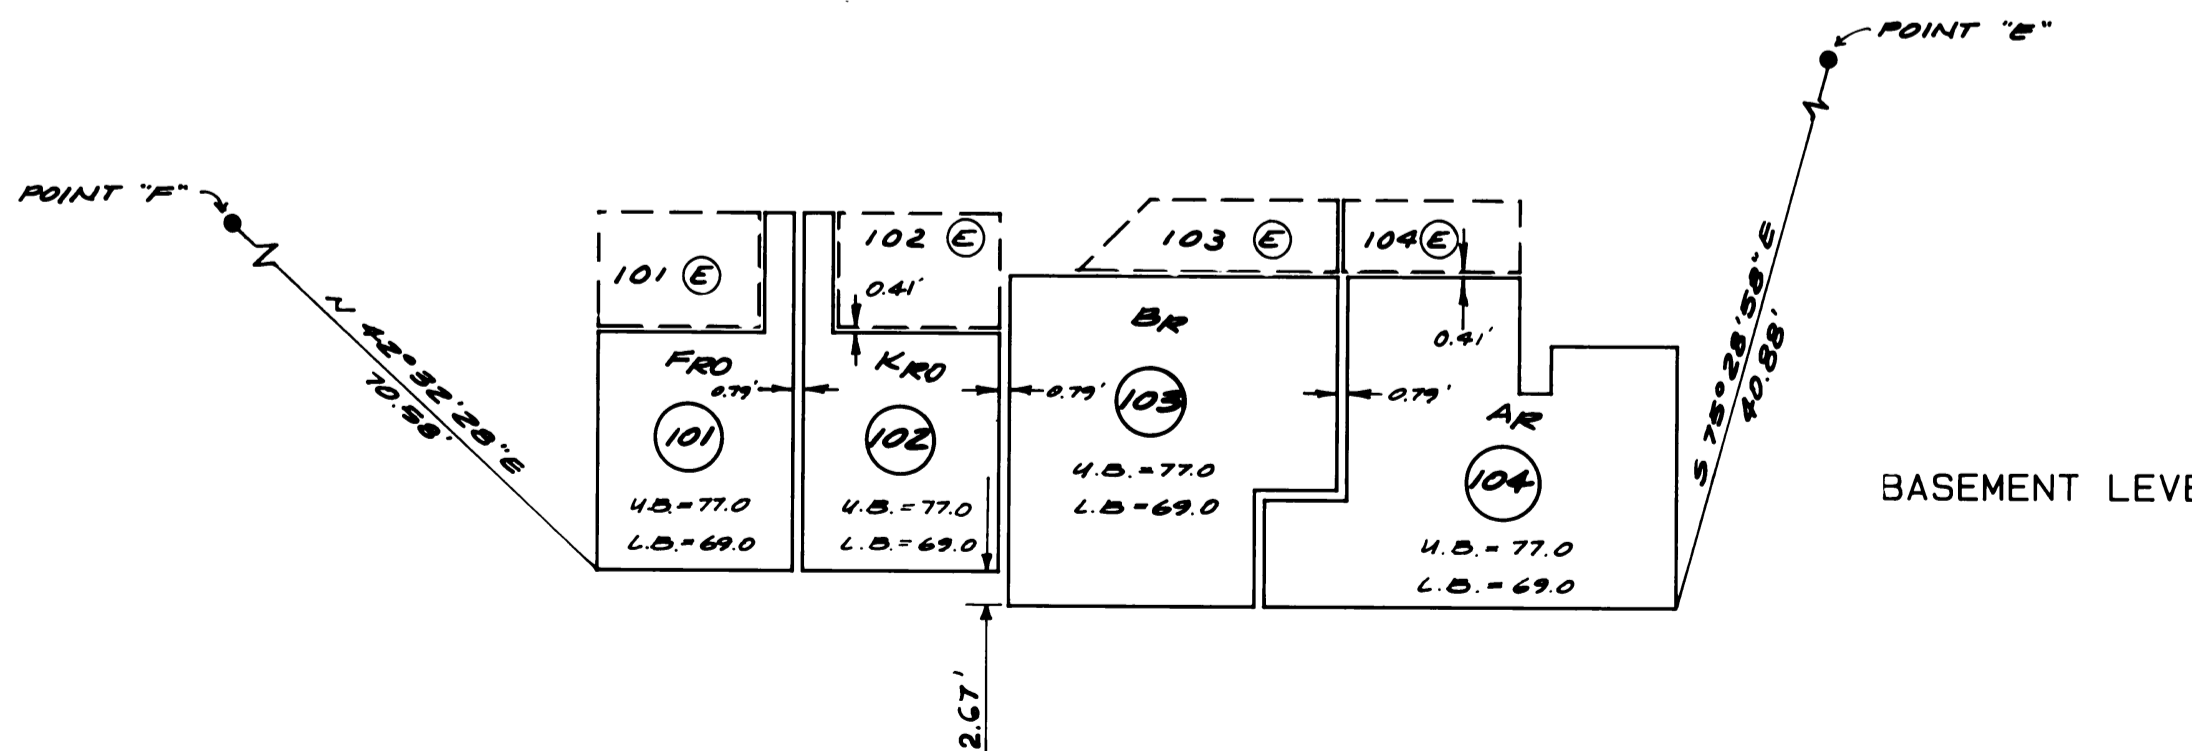 POINT "E"
POINT "F"
N 42°32'28"E
70.58'
101 E
102 E
0.41'
103 E
104 E
0.41'
S 75°28'58"E
40.88'
FRO
0.79'
101
U.B.=77.0
L.B.=69.0
KRO
0.79'
102
U.B.=77.0
L.B.=69.0
BR
103
U.B.=77.0
L.B=69.0
0.79'
AR
104
U.B.=77.0
L.B.=69.0
BASEMENT LEVE
2.67'